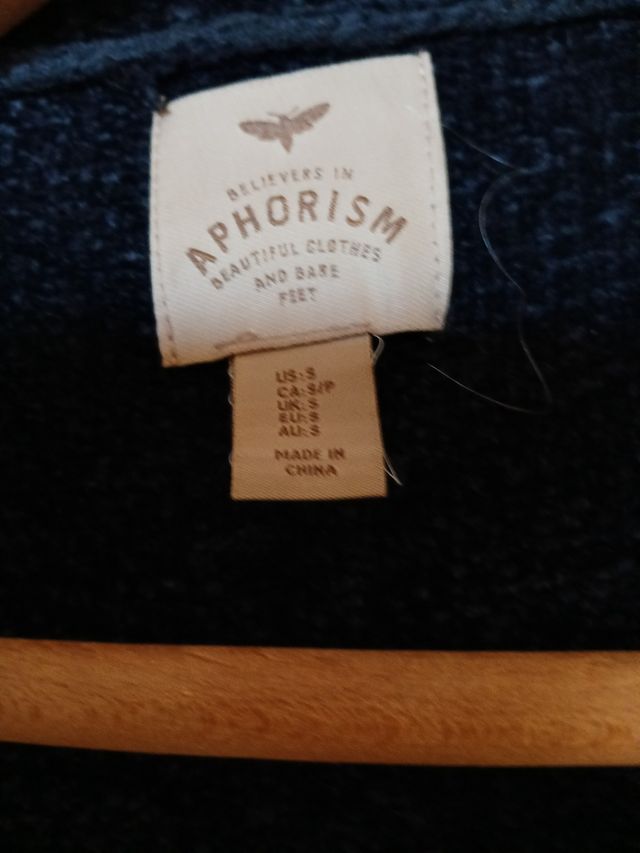 BELIEVERS IN
APHORISM
BEAUTIFUL CLOTHES
AND BARE
FEET
US:S
CA:S/P
UK:S
EU:S
AU:S
MADE IN
CHINA